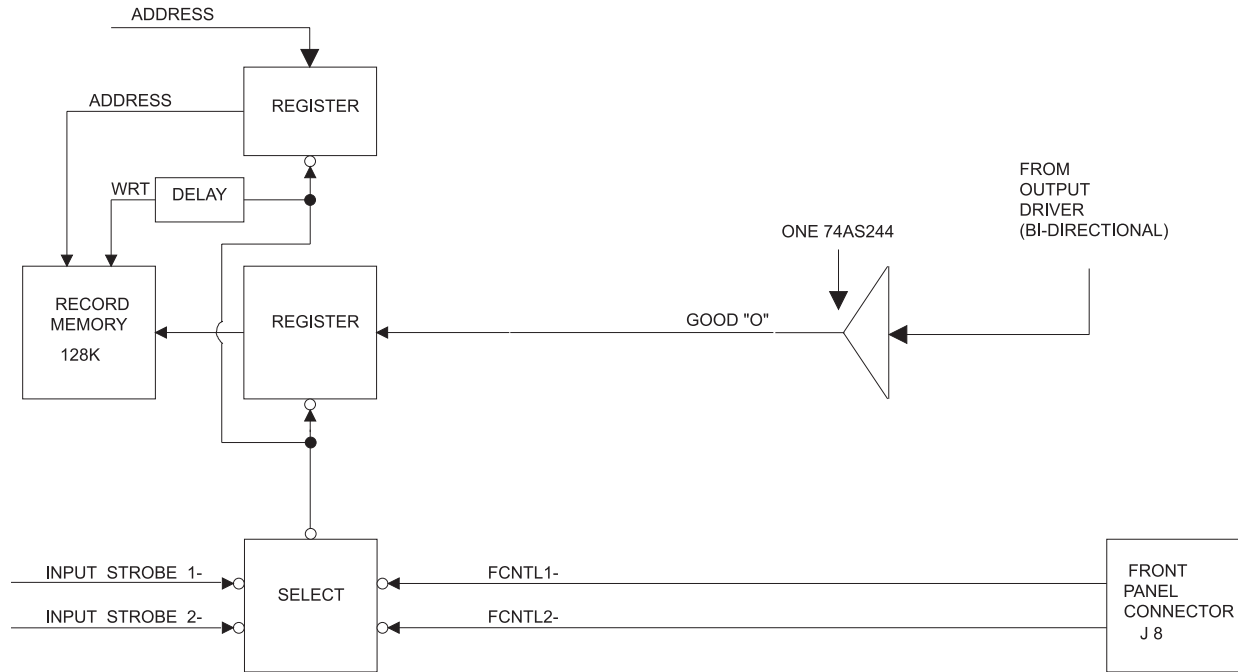 ADDRESS
REGISTER
ADDRESS
WRT
DELAY
FROM
OUTPUT
DRIVER
(BI-DIRECTIONAL)
ONE 74AS244
RECORD
MEMORY
128K
REGISTER
GOOD "O"
INPUT STROBE 1-
INPUT STROBE 2-
SELECT
FCNTL1-
FCNTL2-
FRONT
PANEL
CONNECTOR
J 8